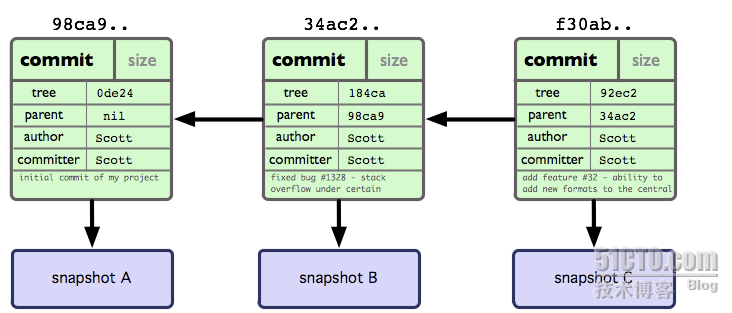 98ca9.. 34ac2.. f30ab..
commit size commit size commit size
tree 0de24 tree 184ca tree 92ec2
parent nil parent 98ca9 parent 34ac2
author Scott author Scott author Scott
committer Scott committer Scott committer Scott
initial commit of my project fixed bug #1328 - stack add feature #32 - ability to
overflow under certain add new formats to the central
snapshot A snapshot B snapshot C
51CTO.com
技术博客 Blog